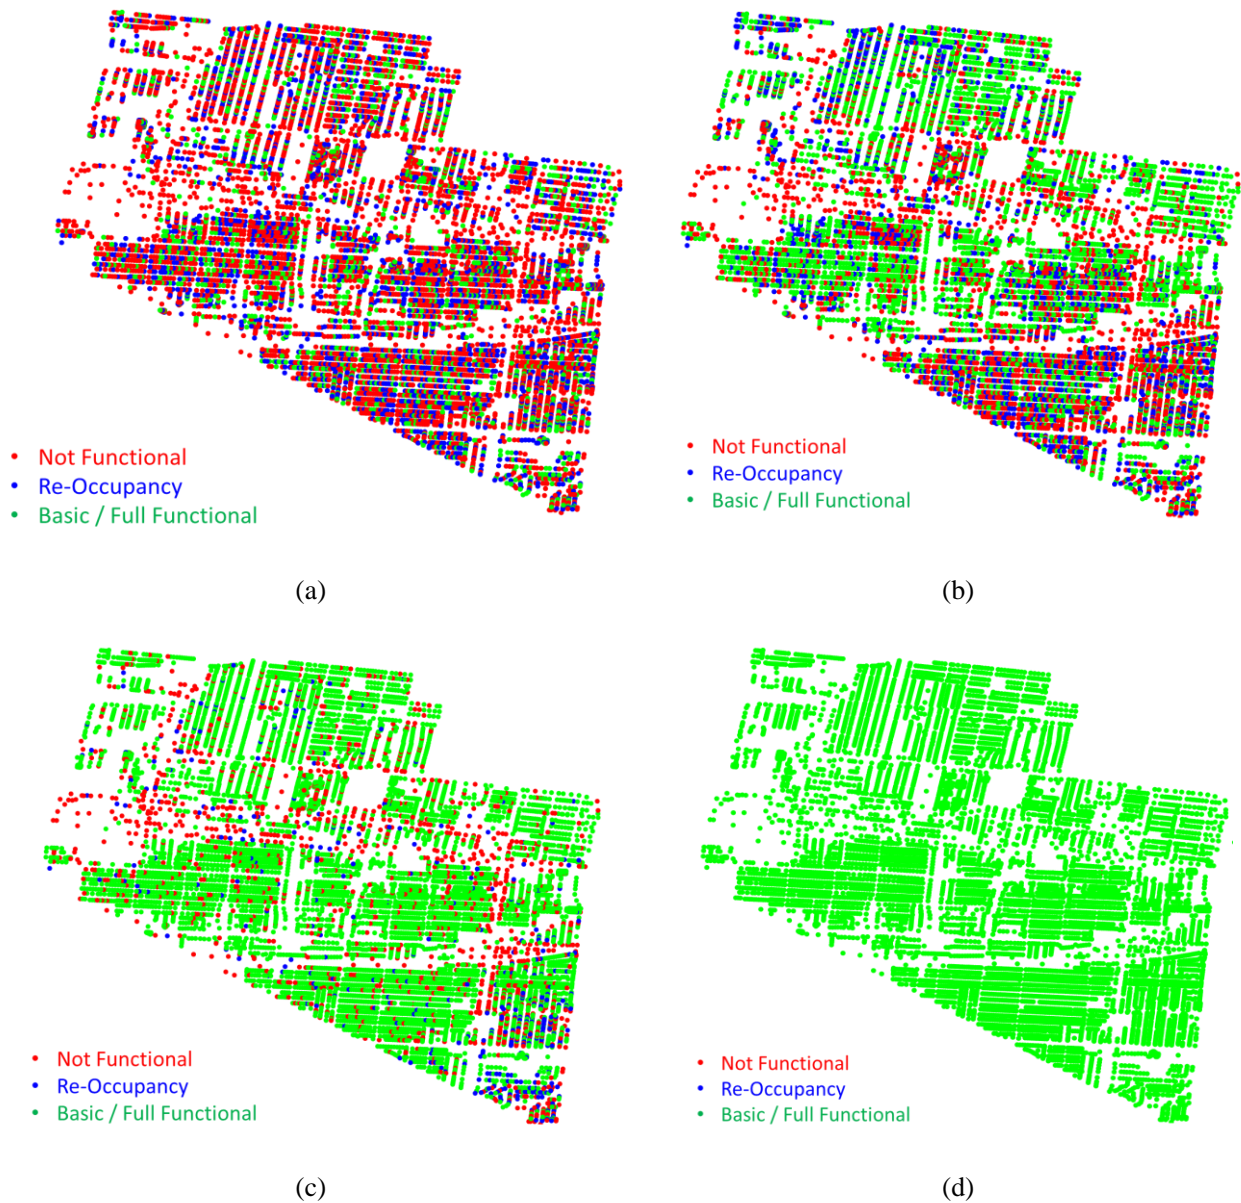 • Not Functional
• Re-Occupancy
• Basic / Full Functional
(a)
• Not Functional
• Re-Occupancy
• Basic / Full Functional
(b)
• Not Functional
• Re-Occupancy
• Basic / Full Functional
(c)
• Not Functional
• Re-Occupancy
• Basic / Full Functional
(d)